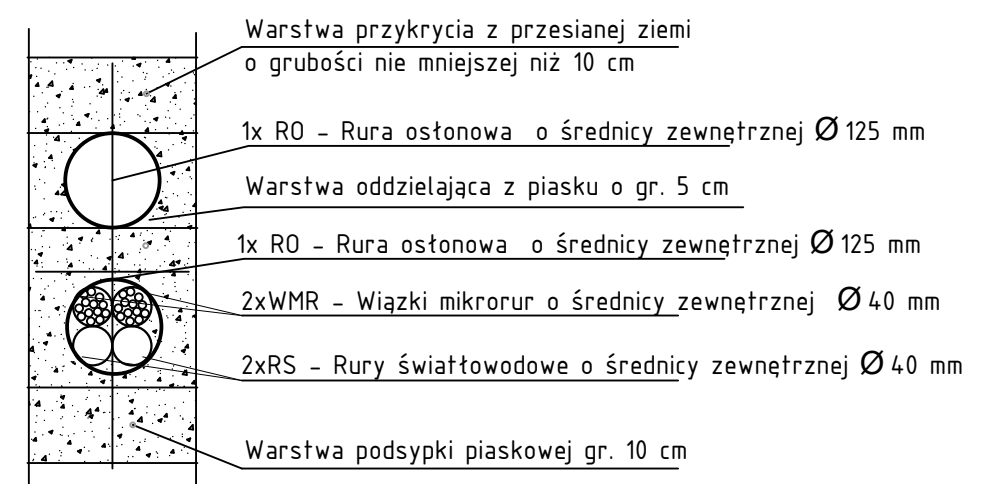 Warstwa przykrycia z przesianej ziemi
o grubości nie mniejszej niż 10 cm
1x RO - Rura osłonowa o średnicy zewnętrznej Ø 125 mm
Warstwa oddzielająca z piasku o gr. 5 cm
1x RO - Rura osłonowa o średnicy zewnętrznej Ø 125 mm
2xWMR - Wiązki mikrorur o średnicy zewnętrznej Ø 40 mm
2xRS - Rury światłowodowe o średnicy zewnętrznej Ø 40 mm
Warstwa podsypki piaskowej gr. 10 cm